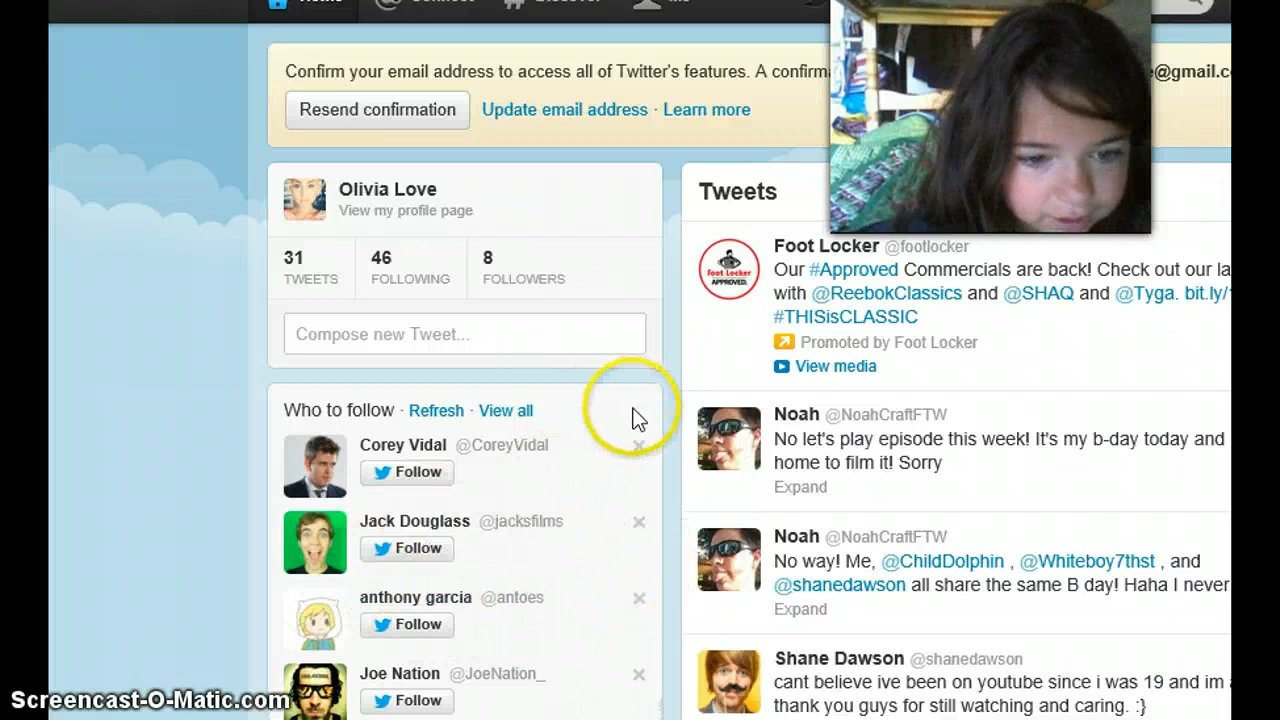 Confirm your email address to access all of Twitter's features. A confirma
e@gmail.c
Resend confirmation
Update email address · Learn more
Olivia Love
View my profile page
31
46
8
TWEETS
FOLLOWING
FOLLOWERS
Compose new Tweet...
Who to follow · Refresh · View all
Corey Vidal @CoreyVidal
Follow
Jack Douglass @jacksfilms
Follow
anthony garcia @antoes
Follow
Joe Nation @JoeNation_
Follow
Tweets
Foot Locker @footlocker
Our #Approved Commercials are back! Check out our la
with @ReebokClassics and @SHAQ and @Tyga. bit.ly/
#THISisCLASSIC
Promoted by Foot Locker
View media
Foot Locker
APPROVED.
Noah @NoahCraftFTW
No let's play episode this week! It's my b-day today and
home to film it! Sorry
Expand
Noah @NoahCraftFTW
No way! Me, @ChildDolphin , @Whiteboy7thst , and
@shanedawson all share the same B day! Haha I never
Expand
Shane Dawson @shanedawson
cant believe ive been on youtube since i was 19 and im
thank you guys for still watching and caring. :}
Screencast-O-Matic.com